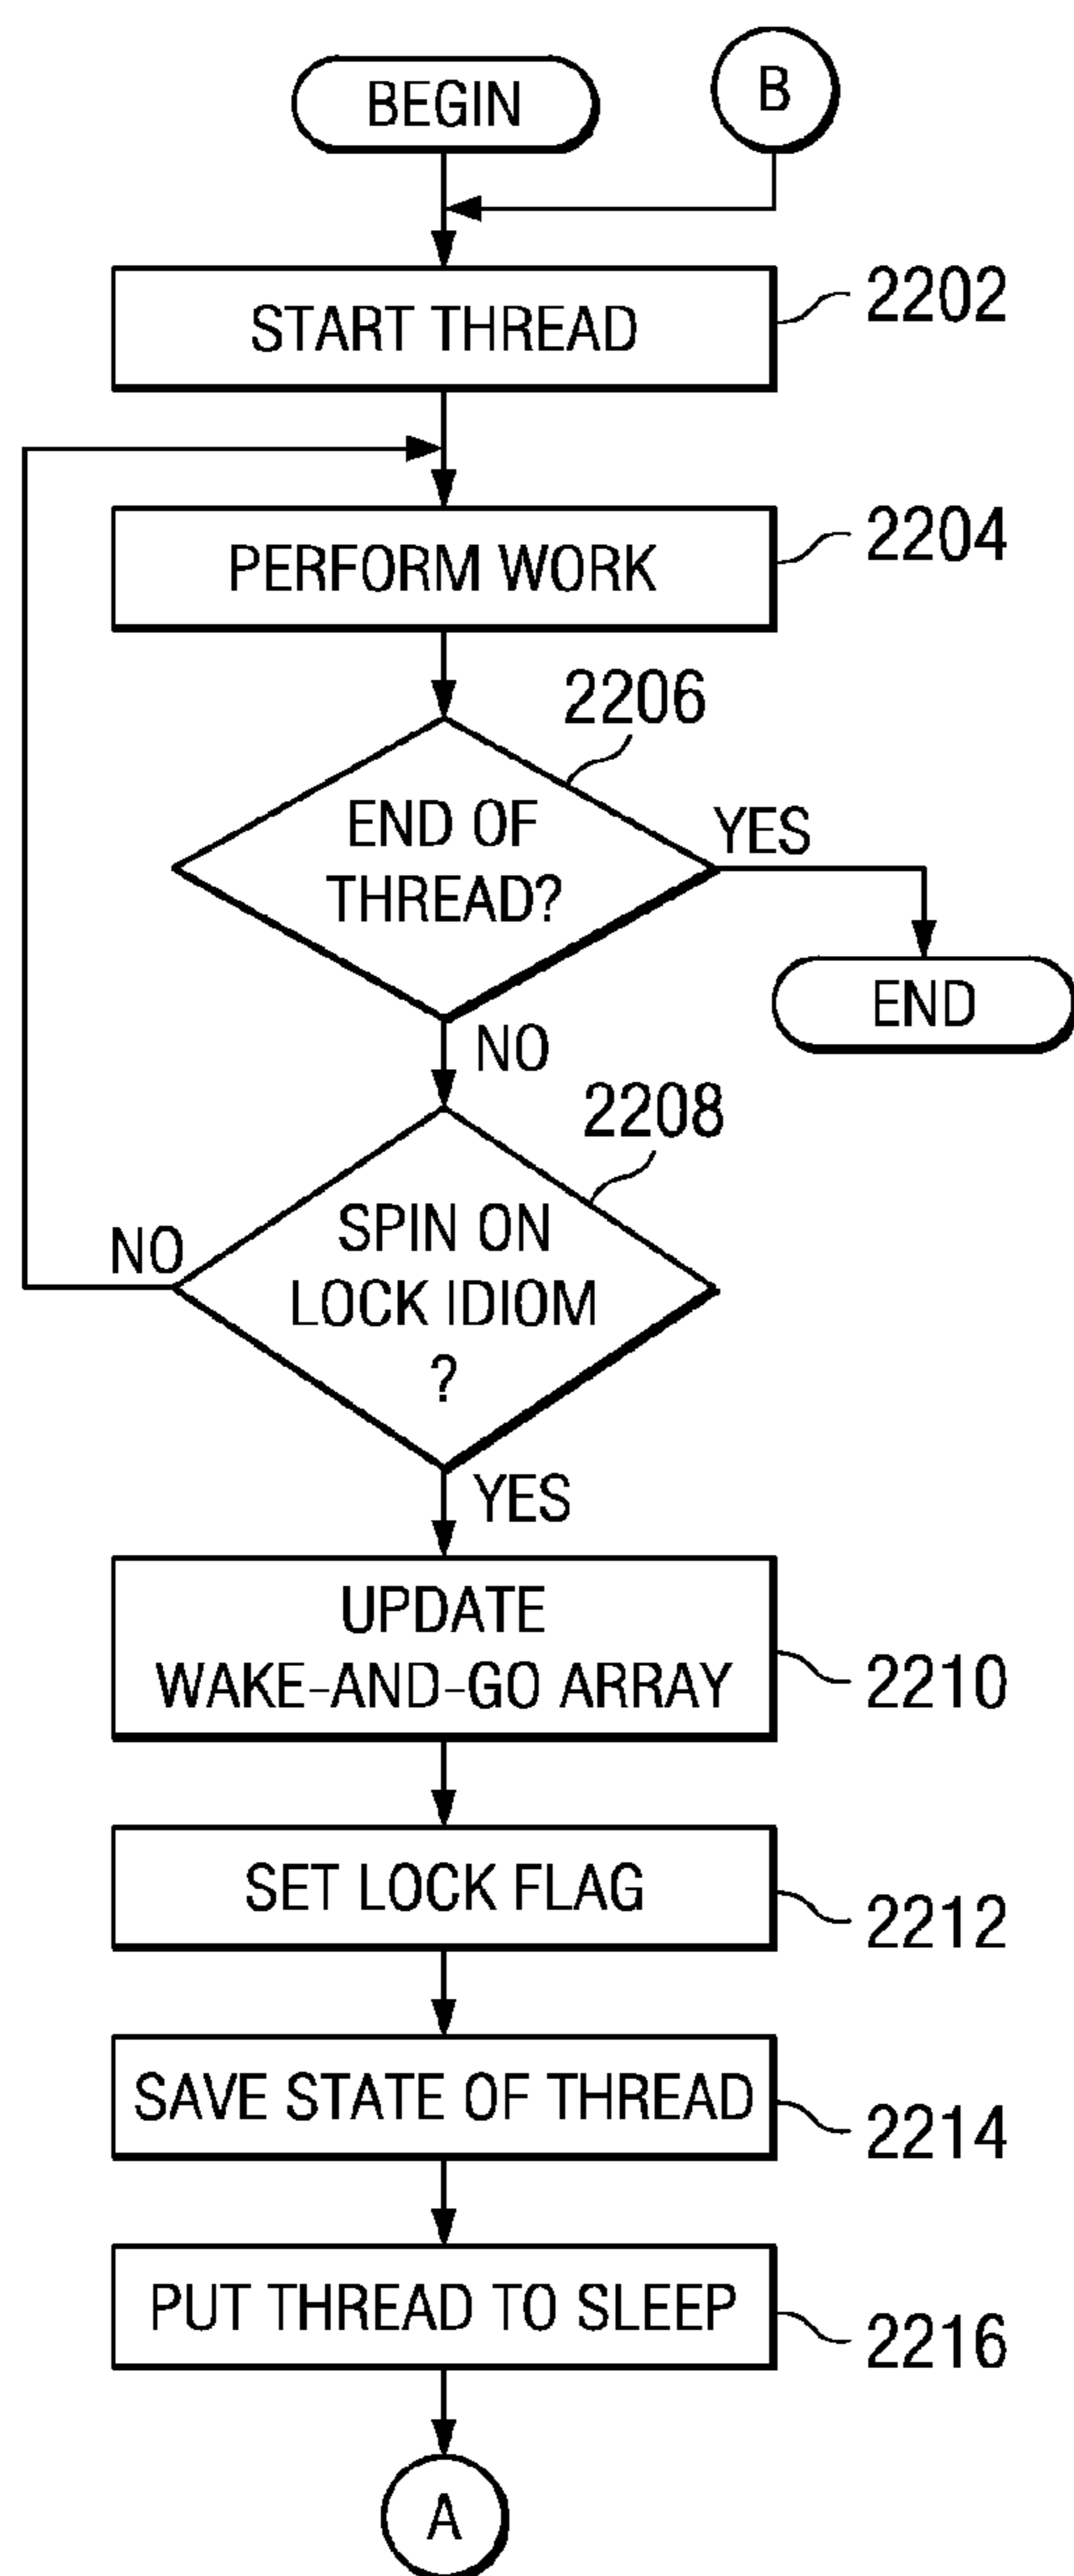 BEGIN
B
START THREAD
2202
PERFORM WORK
2204
2206
END OF
THREAD?
YES
END
NO
2208
SPIN ON
LOCK IDIOM
?
NO
YES
UPDATE
WAKE-AND-GO ARRAY
2210
SET LOCK FLAG
2212
SAVE STATE OF THREAD
2214
PUT THREAD TO SLEEP
2216
A